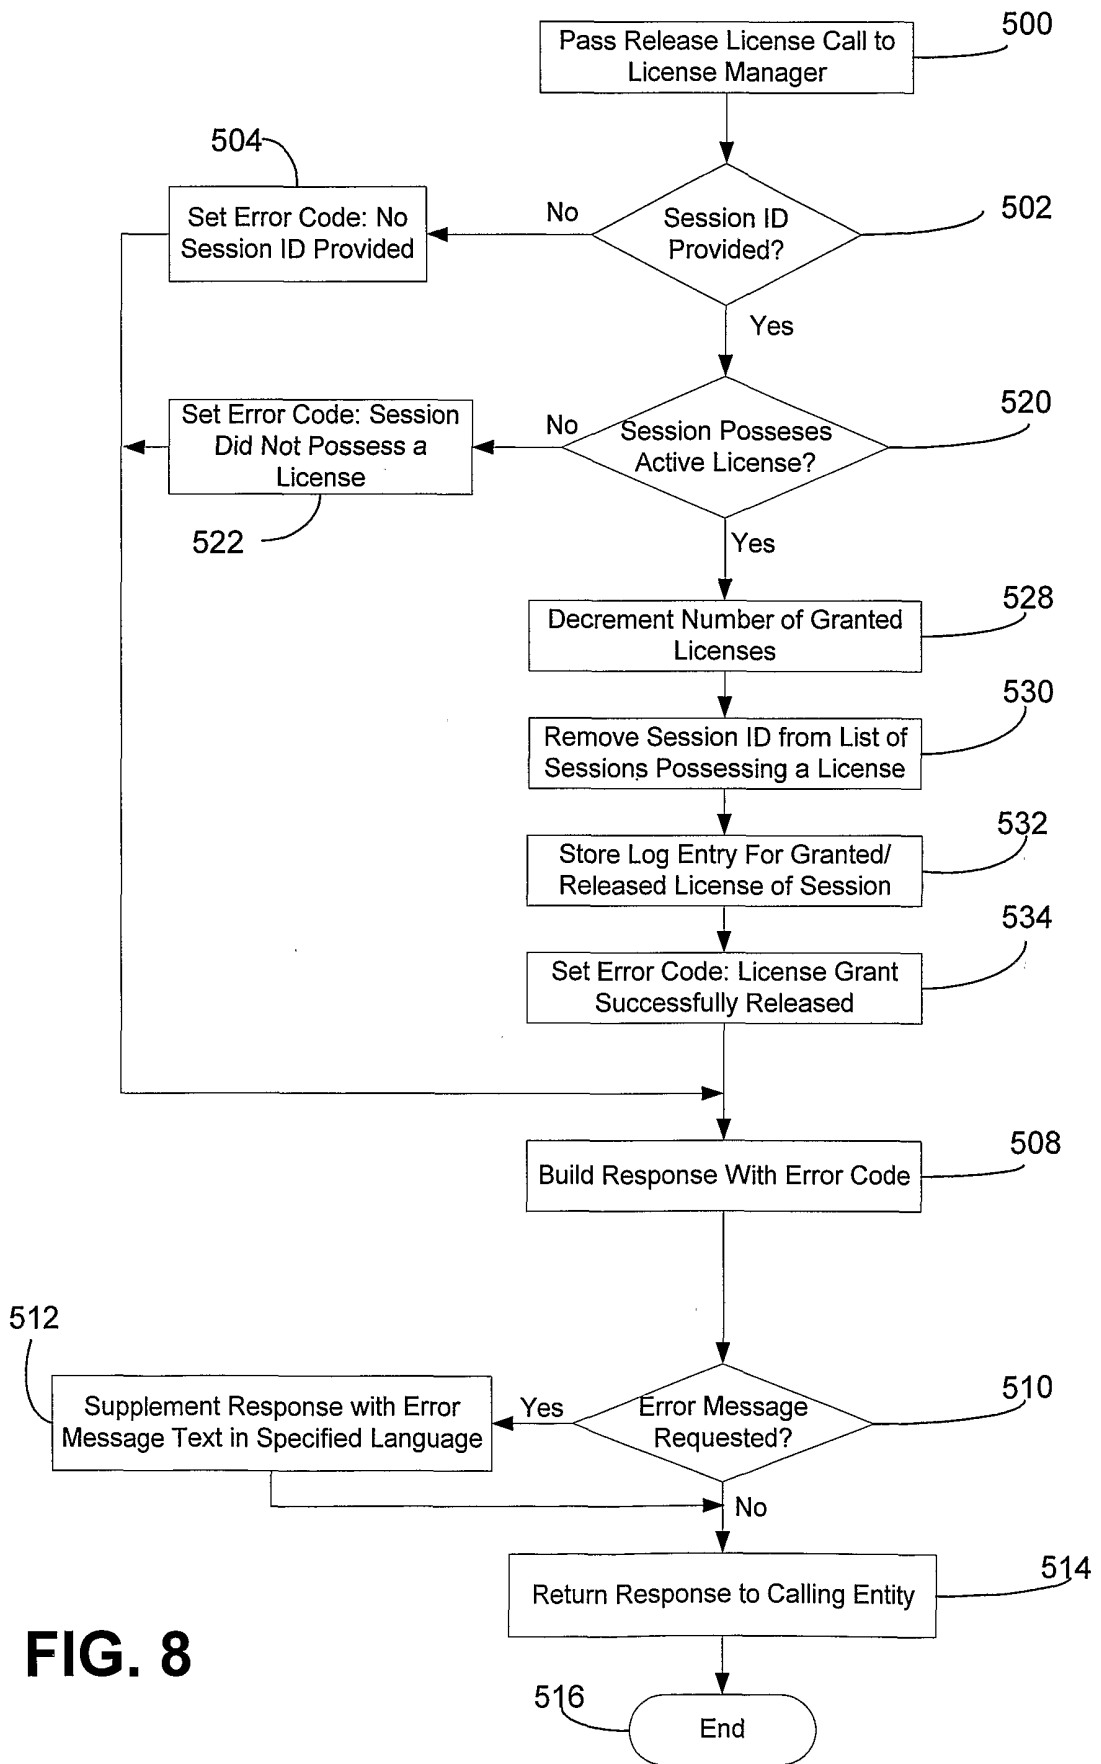 500
Pass Release License Call to
License Manager
504
Set Error Code: No
Session ID Provided
No
Session ID
Provided?
502
Yes
Set Error Code: Session
Did Not Possess a
License
522
No
Session Posseses
Active License?
520
Yes
Decrement Number of Granted
Licenses
528
Remove Session ID from List of
Sessions Possessing a License
530
Store Log Entry For Granted/
Released License of Session
532
Set Error Code: License Grant
Successfully Released
534
Build Response With Error Code
508
512
Supplement Response with Error
Message Text in Specified Language
Yes
Error Message
Requested?
510
No
Return Response to Calling Entity
514
FIG. 8
516
End